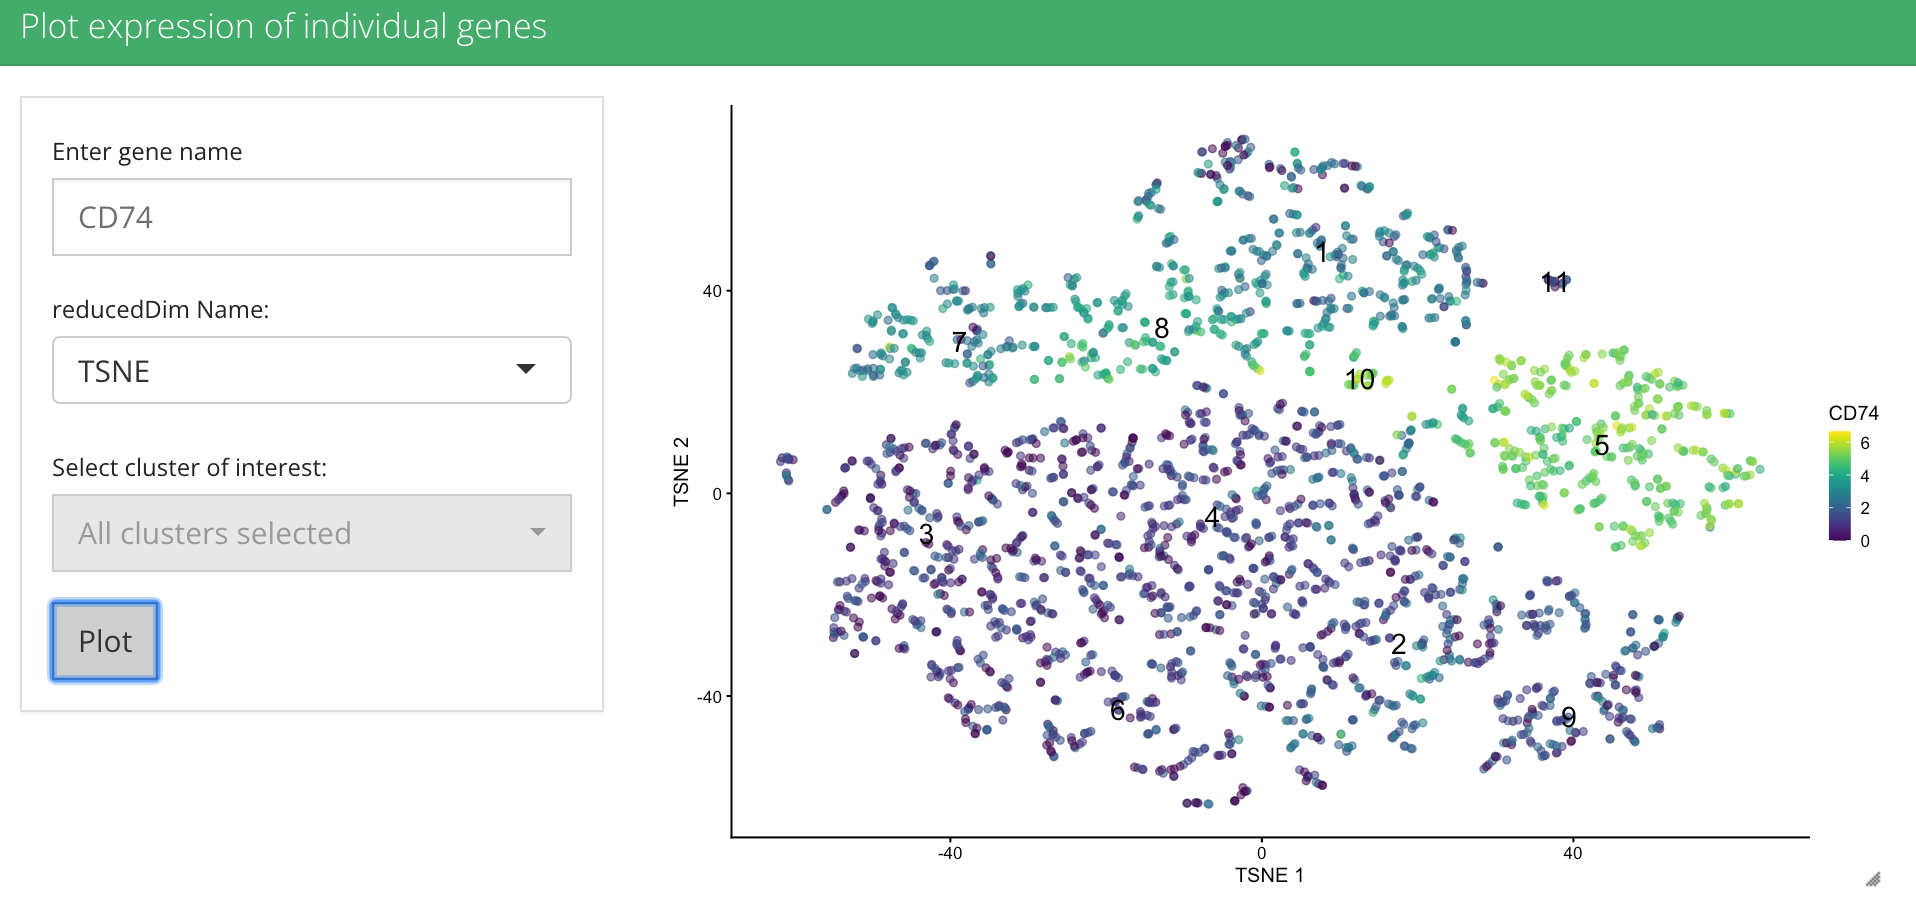 Plot expression of individual genes
Enter gene name
CD74
reducedDim Name:
TSNE
Select cluster of interest:
All clusters selected
Plot
TSNE 2
40
0
-40
1
11
7
8
10
5
4
3
2
6
9
-40
0
40
TSNE 1
CD74
6
4
2
0